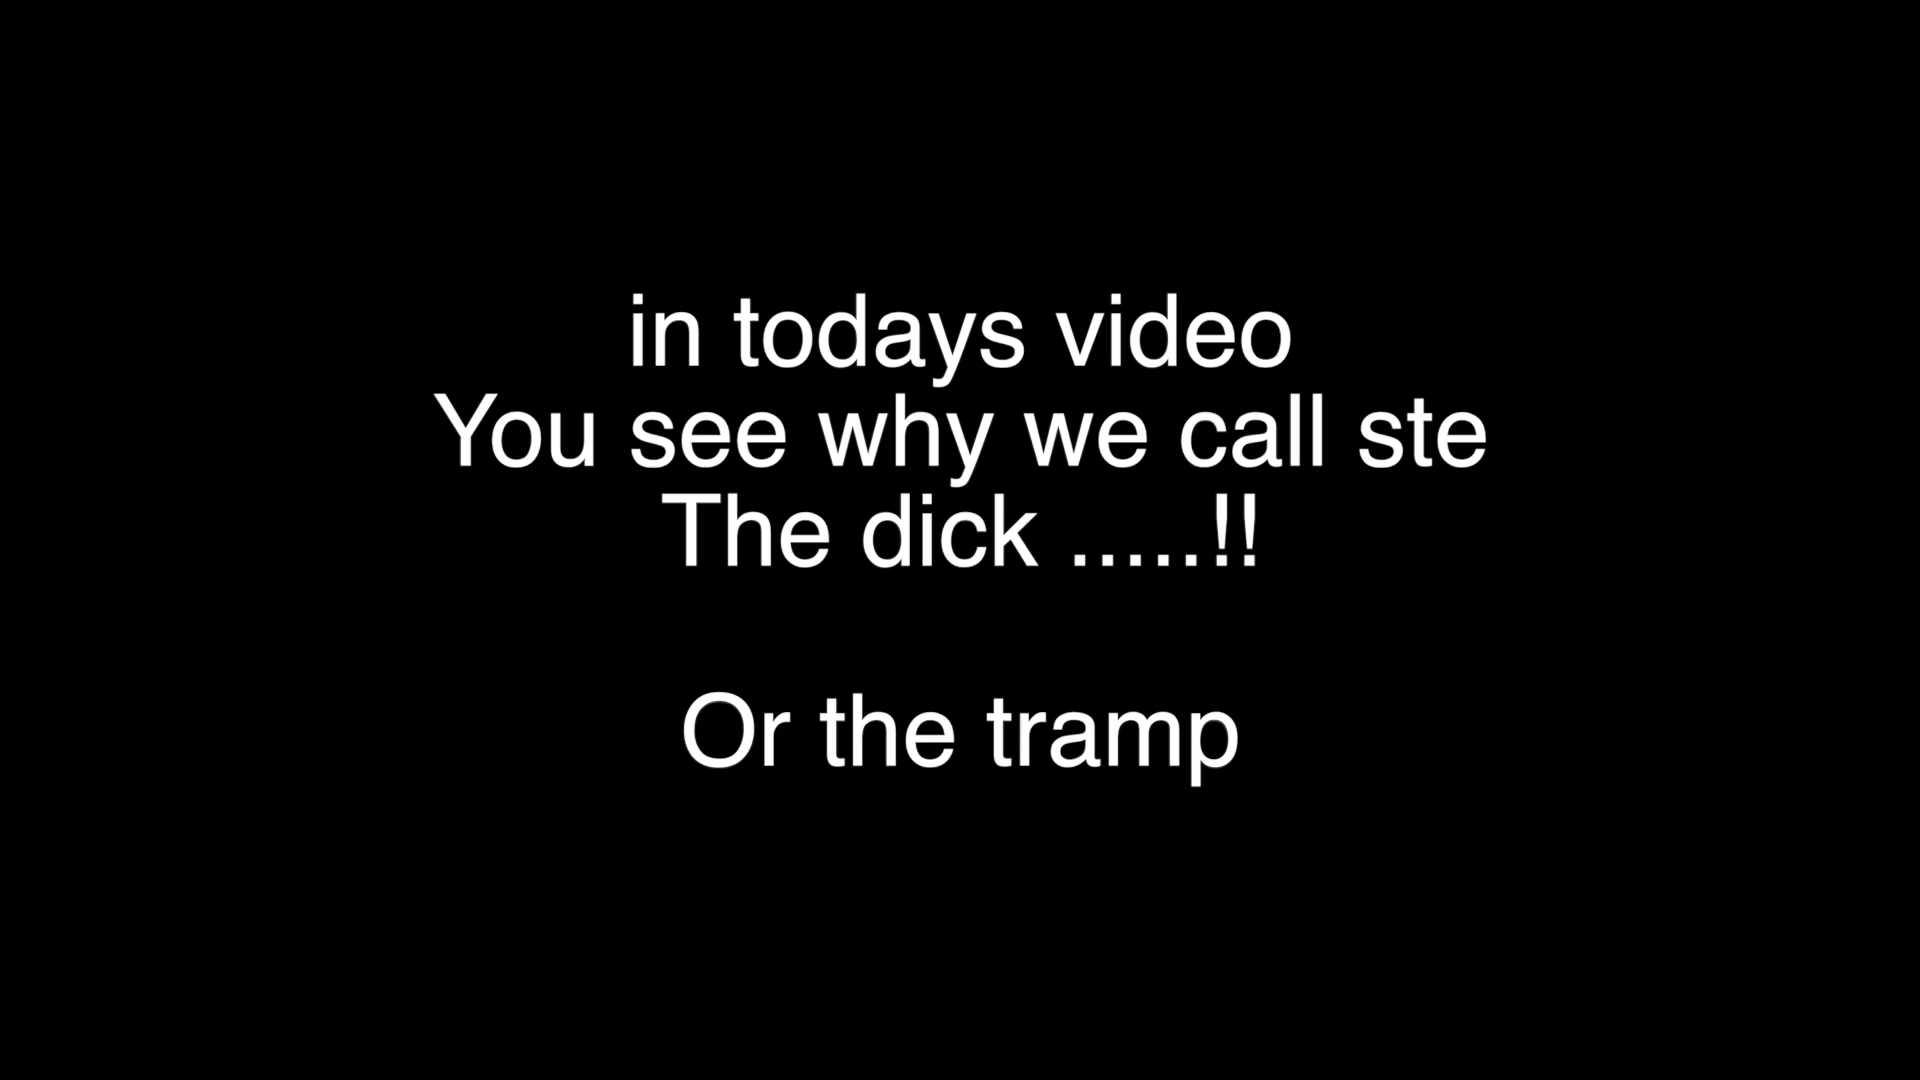 in todays video
You see why we call ste
The dick .....!!
Or the tramp